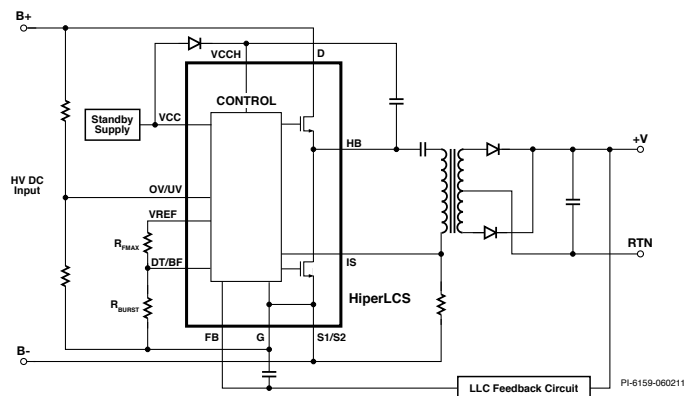 B+
VCCH
D
CONTROL
Standby
Supply
VCC
HB
+V
HV DC
Input
OV/UV
VREF
RFMAX
RTN
DT/BF
IS
RBURST
HiperLCS
FB
G
S1/S2
B-
LLC Feedback Circuit
PI-6159-060211